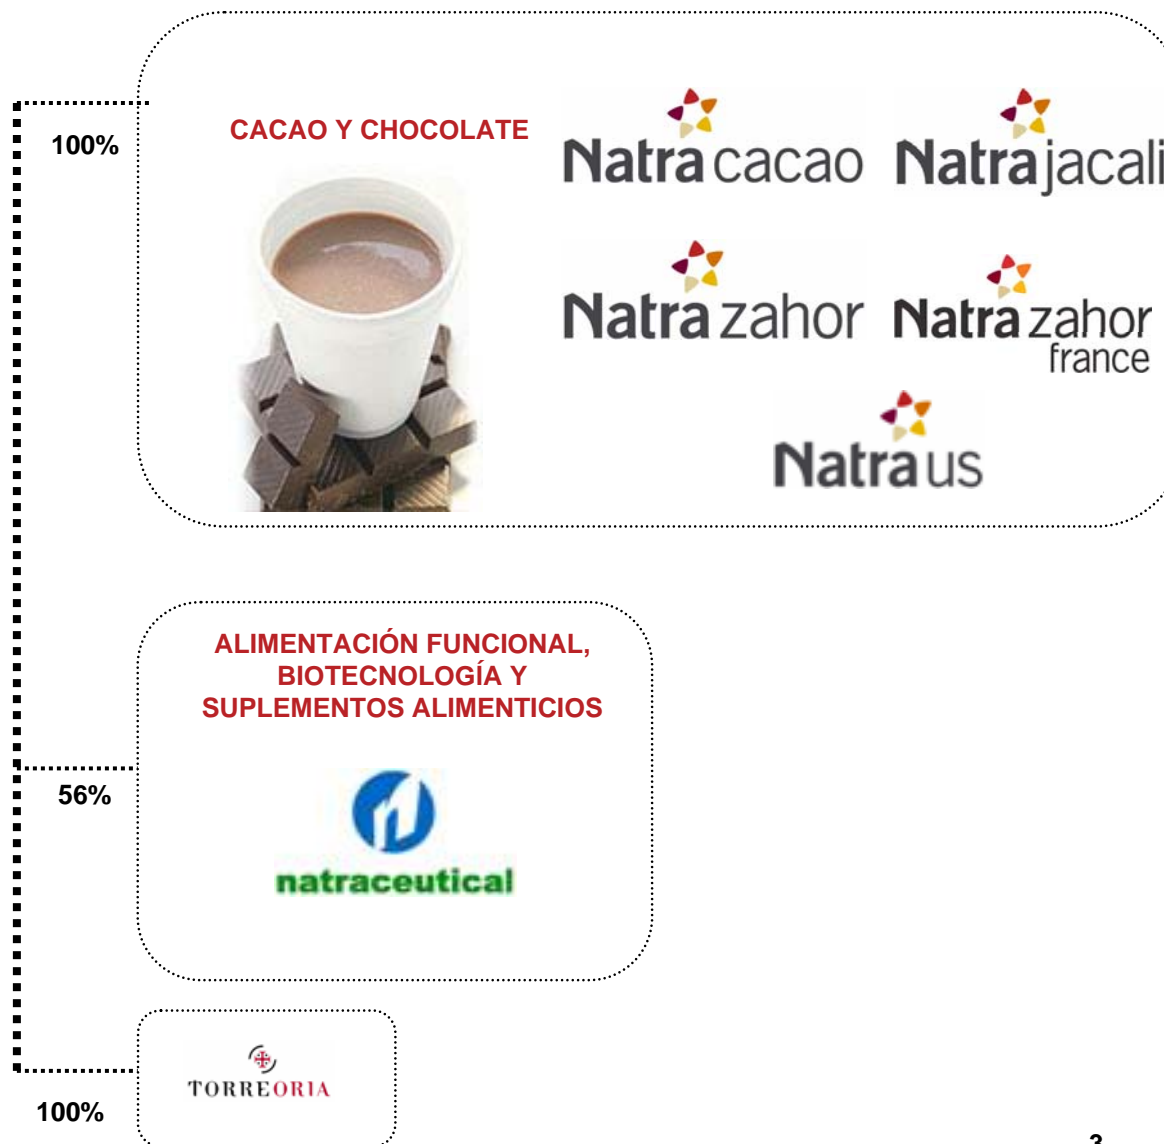 100%
CACAO Y CHOCOLATE
Natra cacao
Natra jacali
Natra zahor
Natra zahor
france
Natra us
ALIMENTACIÓN FUNCIONAL,
BIOTECNOLOGÍA Y
SUPLEMENTOS ALIMENTICIOS
56%
natraceutical
TORREORIA
100%
3